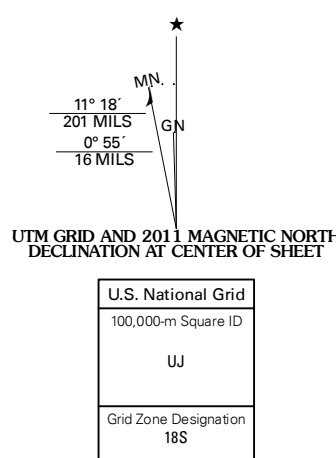 ★
MN
11° 18´
201 MILS
GN
0° 55´
16 MILS
UTM GRID AND 2011 MAGNETIC NORTH
DECLINATION AT CENTER OF SHEET
U.S. National Grid
100,000-m Square ID
UJ
Grid Zone Designation
18S